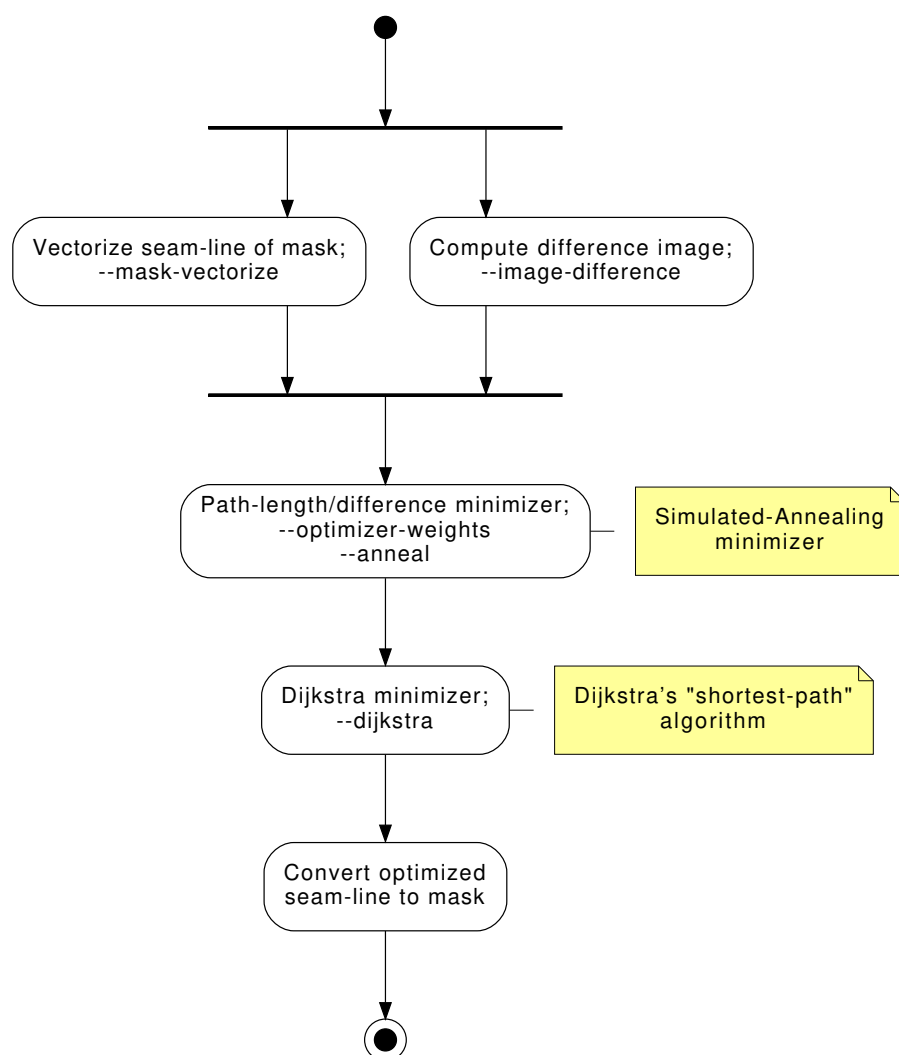 Vectorize seam-line of mask;
--mask-vectorize
Compute difference image;
--image-difference
Path-length/difference minimizer;
--optimizer-weights
--anneal
Simulated-Annealing
minimizer
Dijkstra minimizer;
--dijkstra
Dijkstra's "shortest-path"
algorithm
Convert optimized
seam-line to mask